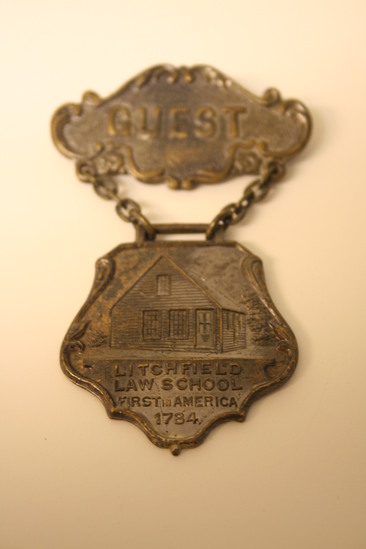 GUEST
LITCHFIELD
LAW SCHOOL
FIRST IN AMERICA
1784